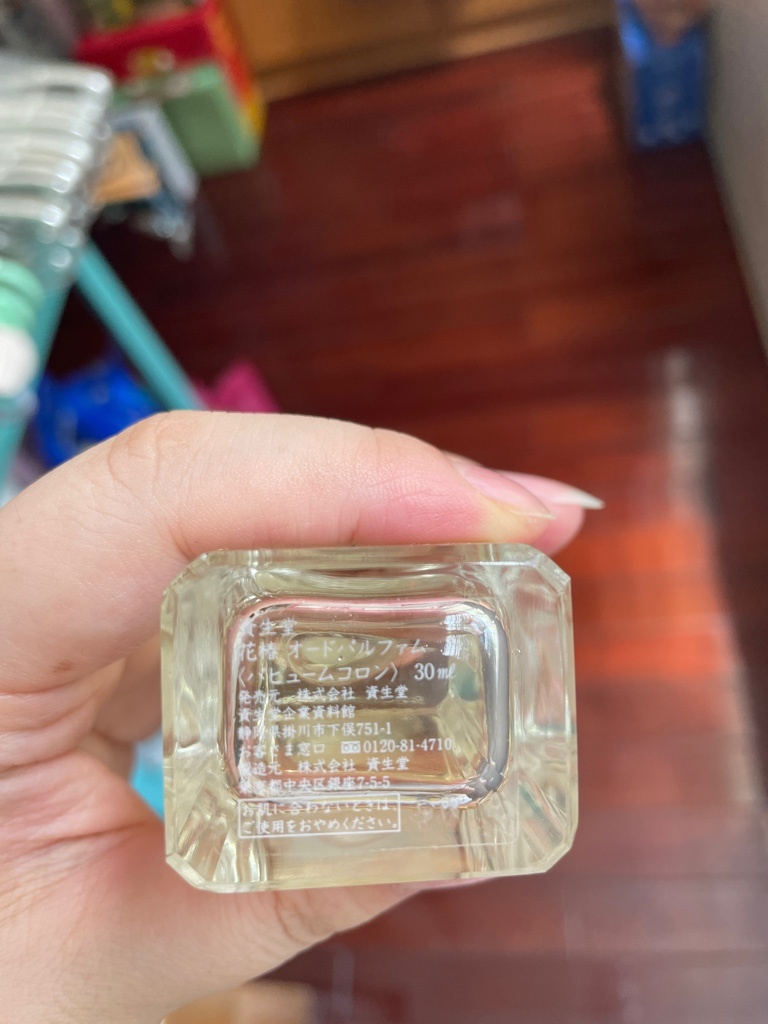 資生堂
花椿 オードパルファム
〈パヒュームコロン〉 30ml
発売元 株式会社 資生堂
資生堂企業資料館
静岡県掛川市下俣751-1
お客さま窓口 0120-81-4710
製造元 株式会社 資生堂
東京都中央区銀座7-5-5
お肌に合わないときは
ご使用をおやめください。